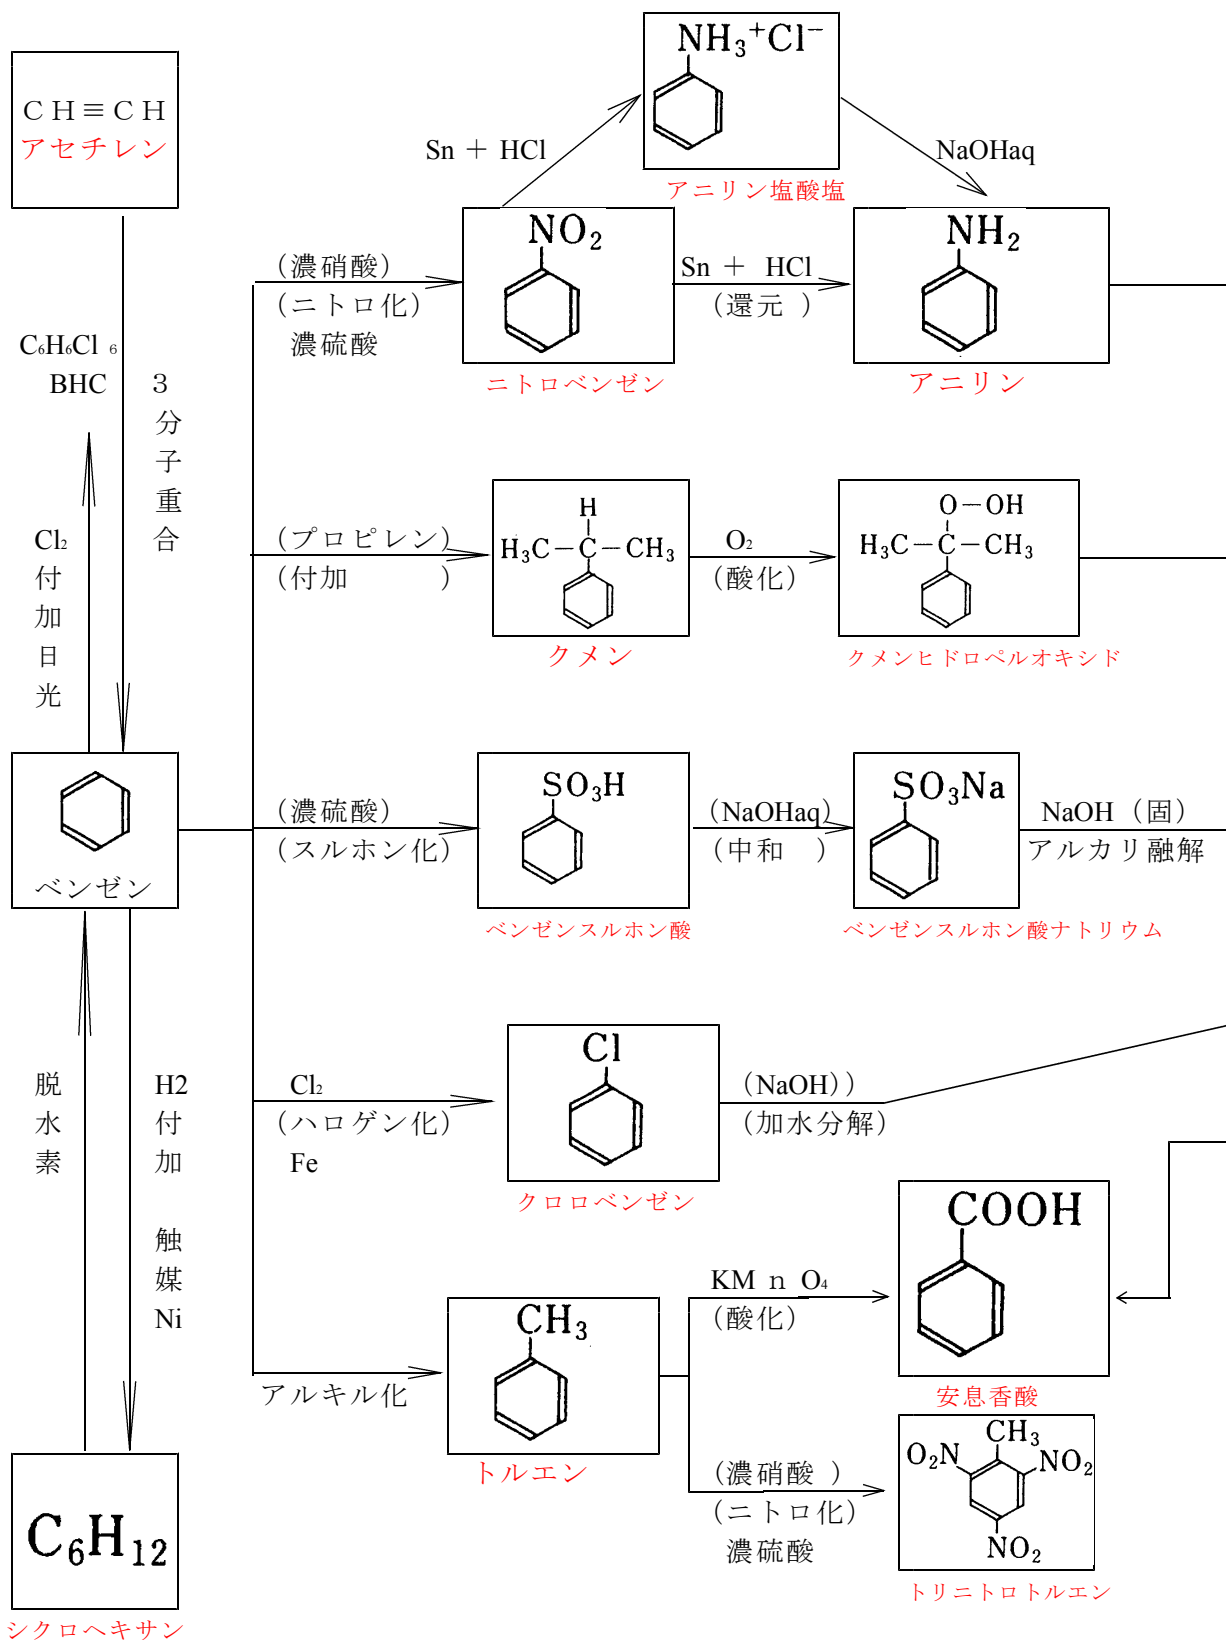 NH₃⁺Cl⁻
アニリン塩酸塩
CH≡CH
アセチレン
Sn ＋ HCl
NaOHaq
(濃硝酸)
(ニトロ化)
濃硫酸
NO₂
ニトロベンゼン
Sn ＋ HCl
(還元 )
NH₂
アニリン
C₆H₆Cl ₆
BHC
3分子重合
Cl₂付加日光
(プロピレン)
(付加 )
H
H₃C－C－CH₃
クメン
O₂
(酸化)
O－OH
H₃C－C－CH₃
クメンヒドロペルオキシド
ベンゼン
(濃硫酸)
(スルホン化)
SO₃H
ベンゼンスルホン酸
(NaOHaq)
(中和 )
SO₃Na
ベンゼンスルホン酸ナトリウム
NaOH (固)
アルカリ融解
脱水素
H2付加 触媒Ni
Cl₂
(ハロゲン化)
Fe
Cl
クロロベンゼン
(NaOH))
(加水分解)
アルキル化
CH₃
トルエン
KMｎO₄
(酸化)
COOH
安息香酸
(濃硝酸 )
(ニトロ化)
濃硫酸
CH₃
O₂N
NO₂
NO₂
トリニトロトルエン
C₆H₁₂
シクロヘキサン